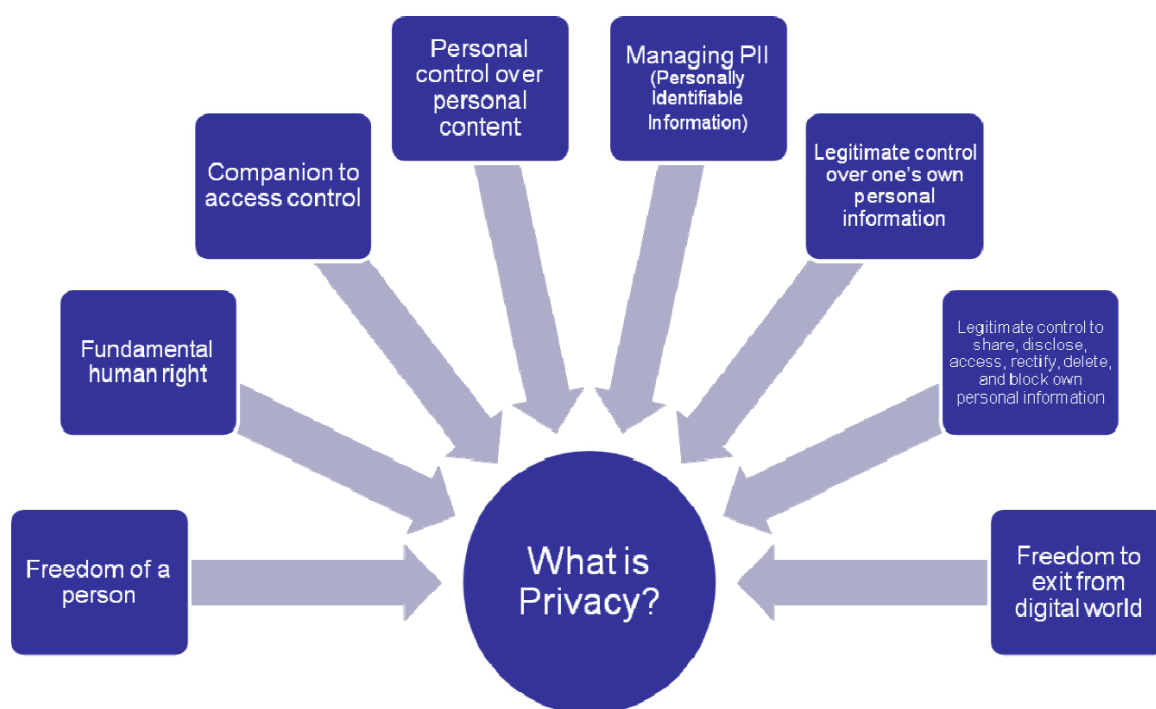 Personal
control over
personal
content
Managing PII
(Personally
Identifiable
Information)
Companion to
access control
Legitimate control
over one's own
personal
information
Fundamental
human right
Legitimate control to
share, disclose,
access, rectify, delete,
and block own
personal information
Freedom of a
person
What is
Privacy?
Freedom to
exit from
digital world